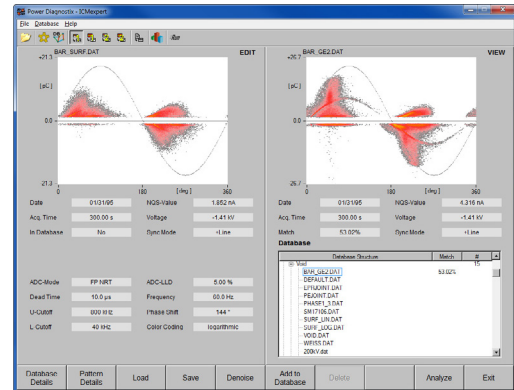 Power Diagnostix - ICMexpert
File Database Help
BAR_SURF.DAT EDIT
+21.3
[pC]
0.0
-21.3
0 180 [deg] 360
Date 01/31/95 NQS-Value 1.852 nA
Acq. Time 300.00 s Voltage -1.41 kV
In Database No Sync Mode +Line
ADC-Mode FP NRT ADC-LLD 5.00 %
Dead Time 10.0 µs Frequency 60.0 Hz
U-Cutoff 800 kHz Phase Shift 144 °
L-Cutoff 40 kHz Color Coding logarithmic
BAR_GE2.DAT VIEW
+26.7
[pC]
0.0
-26.7
0 180 [deg] 360
Date 01/31/95 NQS-Value 4.316 nA
Acq. Time 300.00 s Voltage -1.41 kV
Match 53.02% Sync Mode +Line
Database
Database Structure Match #
Void 15
BAR_GE2.DAT 53.02%
DEFAULT.DAT
EPRJOINT.DAT
PEJOINT.DAT
PHASE1_3.DAT
SM17106.DAT
SURF_LIN.DAT
SURF_LOG.DAT
VOID.DAT
WEISS.DAT
200kV.dat
Database Details
Pattern Details
Load
Save
Denoise
Add to Database
Delete
Analyze
Exit